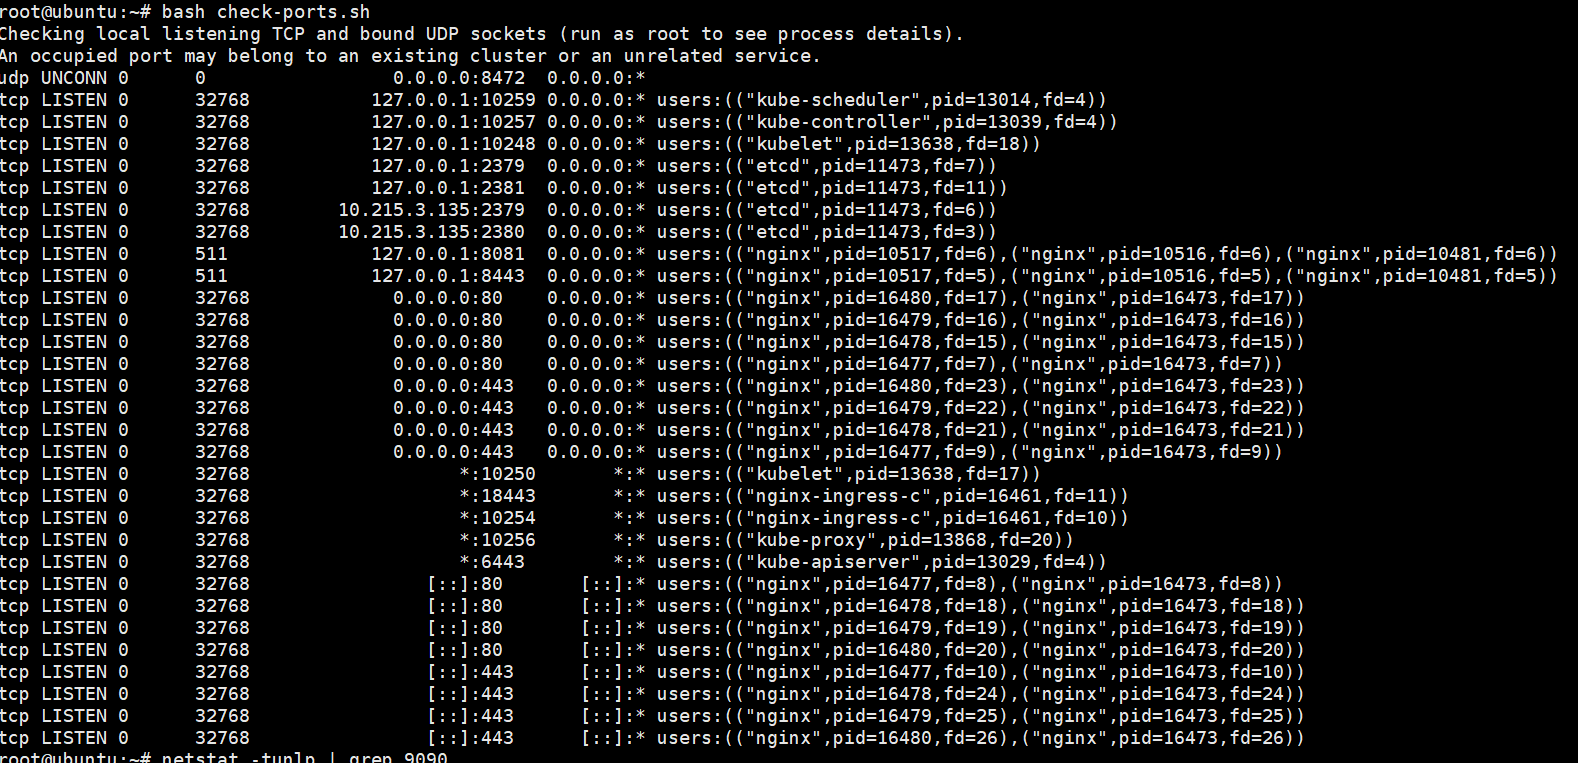 root@ubuntu:~# bash check-ports.sh
Checking local listening TCP and bound UDP sockets (run as root to see process details).
An occupied port may belong to an existing cluster or an unrelated service.
udp UNCONN 0      0                 0.0.0.0:8472  0.0.0.0:*
tcp LISTEN 0      32768           127.0.0.1:10259 0.0.0.0:* users:(("kube-scheduler",pid=13014,fd=4))
tcp LISTEN 0      32768           127.0.0.1:10257 0.0.0.0:* users:(("kube-controller",pid=13039,fd=4))
tcp LISTEN 0      32768           127.0.0.1:10248 0.0.0.0:* users:(("kubelet",pid=13638,fd=18))
tcp LISTEN 0      32768           127.0.0.1:2379  0.0.0.0:* users:(("etcd",pid=11473,fd=7))
tcp LISTEN 0      32768           127.0.0.1:2381  0.0.0.0:* users:(("etcd",pid=11473,fd=11))
tcp LISTEN 0      32768        10.215.3.135:2379  0.0.0.0:* users:(("etcd",pid=11473,fd=6))
tcp LISTEN 0      32768        10.215.3.135:2380  0.0.0.0:* users:(("etcd",pid=11473,fd=3))
tcp LISTEN 0      511             127.0.0.1:8081  0.0.0.0:* users:(("nginx",pid=10517,fd=6),("nginx",pid=10516,fd=6),("nginx",pid=10481,fd=6))
tcp LISTEN 0      511             127.0.0.1:8443  0.0.0.0:* users:(("nginx",pid=10517,fd=5),("nginx",pid=10516,fd=5),("nginx",pid=10481,fd=5))
tcp LISTEN 0      32768             0.0.0.0:80    0.0.0.0:* users:(("nginx",pid=16480,fd=17),("nginx",pid=16473,fd=17))
tcp LISTEN 0      32768             0.0.0.0:80    0.0.0.0:* users:(("nginx",pid=16479,fd=16),("nginx",pid=16473,fd=16))
tcp LISTEN 0      32768             0.0.0.0:80    0.0.0.0:* users:(("nginx",pid=16478,fd=15),("nginx",pid=16473,fd=15))
tcp LISTEN 0      32768             0.0.0.0:80    0.0.0.0:* users:(("nginx",pid=16477,fd=7),("nginx",pid=16473,fd=7))
tcp LISTEN 0      32768             0.0.0.0:443   0.0.0.0:* users:(("nginx",pid=16480,fd=23),("nginx",pid=16473,fd=23))
tcp LISTEN 0      32768             0.0.0.0:443   0.0.0.0:* users:(("nginx",pid=16479,fd=22),("nginx",pid=16473,fd=22))
tcp LISTEN 0      32768             0.0.0.0:443   0.0.0.0:* users:(("nginx",pid=16478,fd=21),("nginx",pid=16473,fd=21))
tcp LISTEN 0      32768             0.0.0.0:443   0.0.0.0:* users:(("nginx",pid=16477,fd=9),("nginx",pid=16473,fd=9))
tcp LISTEN 0      32768                   *:10250       *:* users:(("kubelet",pid=13638,fd=17))
tcp LISTEN 0      32768                   *:18443       *:* users:(("nginx-ingress-c",pid=16461,fd=11))
tcp LISTEN 0      32768                   *:10254       *:* users:(("nginx-ingress-c",pid=16461,fd=10))
tcp LISTEN 0      32768                   *:10256       *:* users:(("kube-proxy",pid=13868,fd=20))
tcp LISTEN 0      32768                   *:6443        *:* users:(("kube-apiserver",pid=13029,fd=4))
tcp LISTEN 0      32768                [::]:80       [::]:* users:(("nginx",pid=16477,fd=8),("nginx",pid=16473,fd=8))
tcp LISTEN 0      32768                [::]:80       [::]:* users:(("nginx",pid=16478,fd=18),("nginx",pid=16473,fd=18))
tcp LISTEN 0      32768                [::]:80       [::]:* users:(("nginx",pid=16479,fd=19),("nginx",pid=16473,fd=19))
tcp LISTEN 0      32768                [::]:80       [::]:* users:(("nginx",pid=16480,fd=20),("nginx",pid=16473,fd=20))
tcp LISTEN 0      32768                [::]:443      [::]:* users:(("nginx",pid=16477,fd=10),("nginx",pid=16473,fd=10))
tcp LISTEN 0      32768                [::]:443      [::]:* users:(("nginx",pid=16478,fd=24),("nginx",pid=16473,fd=24))
tcp LISTEN 0      32768                [::]:443      [::]:* users:(("nginx",pid=16479,fd=25),("nginx",pid=16473,fd=25))
tcp LISTEN 0      32768                [::]:443      [::]:* users:(("nginx",pid=16480,fd=26),("nginx",pid=16473,fd=26))
root@ubuntu:~# netstat -tunlp | grep 9090